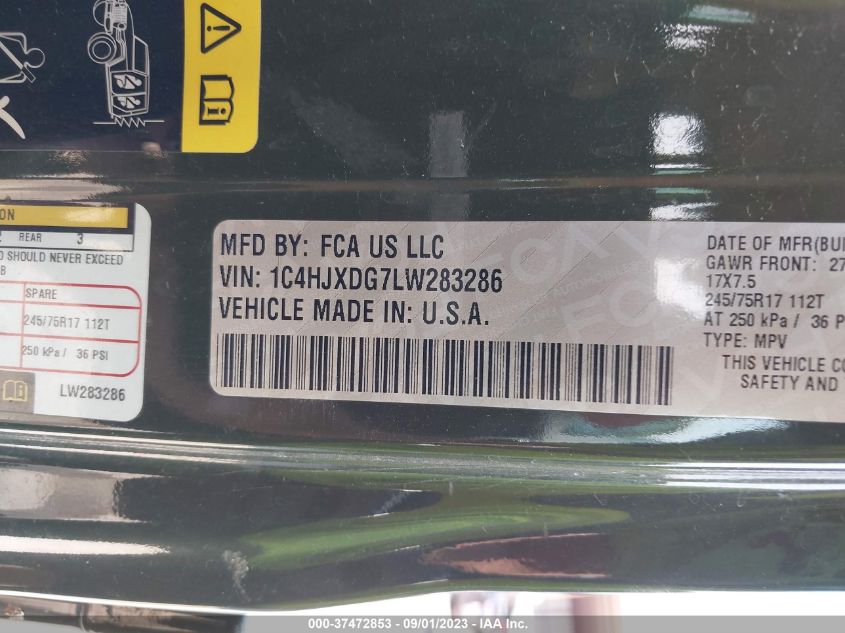 ON
REAR 3
D SHOULD NEVER EXCEED
B
SPARE
245/75R17 112T
250 kPa / 36 PSI
LW283286
MFD BY: FCA US LLC
VIN: 1C4HJXDG7LW283286
VEHICLE MADE IN: U.S.A.
DATE OF MFR(BUI
GAWR FRONT: 27
17X7.5
245/75R17 112T
AT 250 kPa / 36 P
TYPE: MPV
THIS VEHICLE CO
SAFETY AND
000-37472853 - 09/01/2023 - IAA Inc.